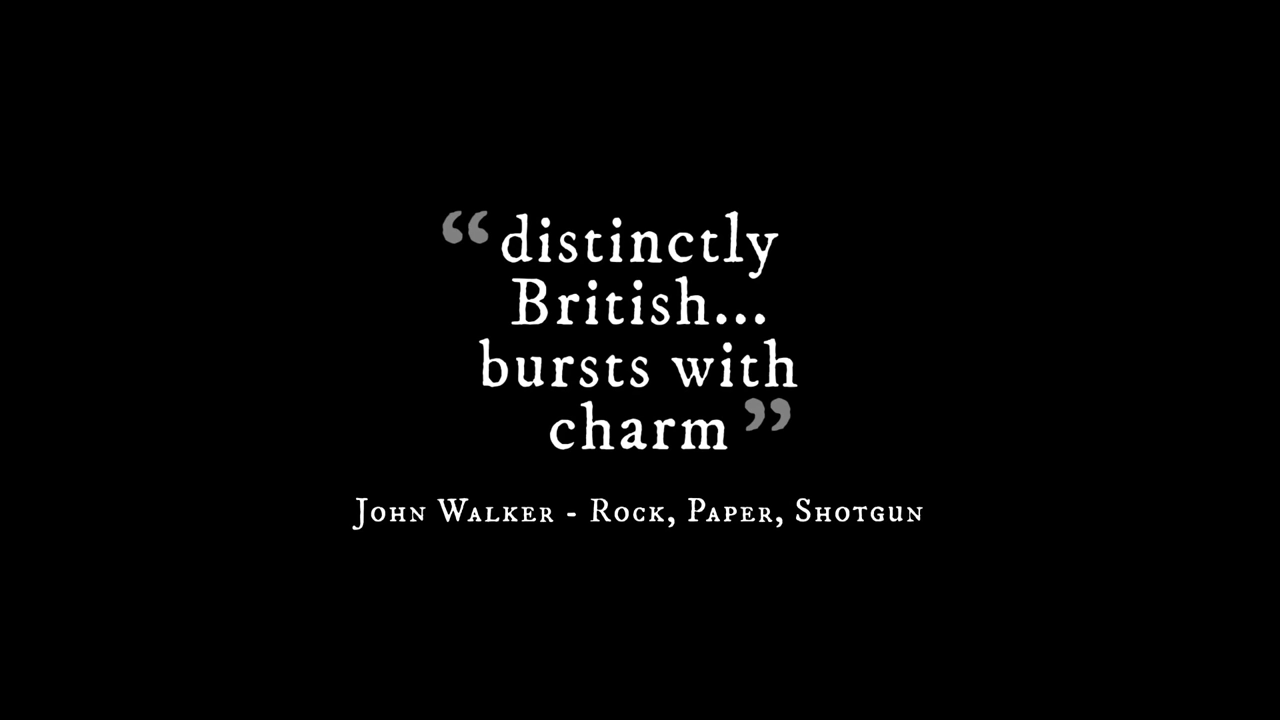 “distinctly
British...
bursts with
charm”
John Walker - Rock, Paper, Shotgun